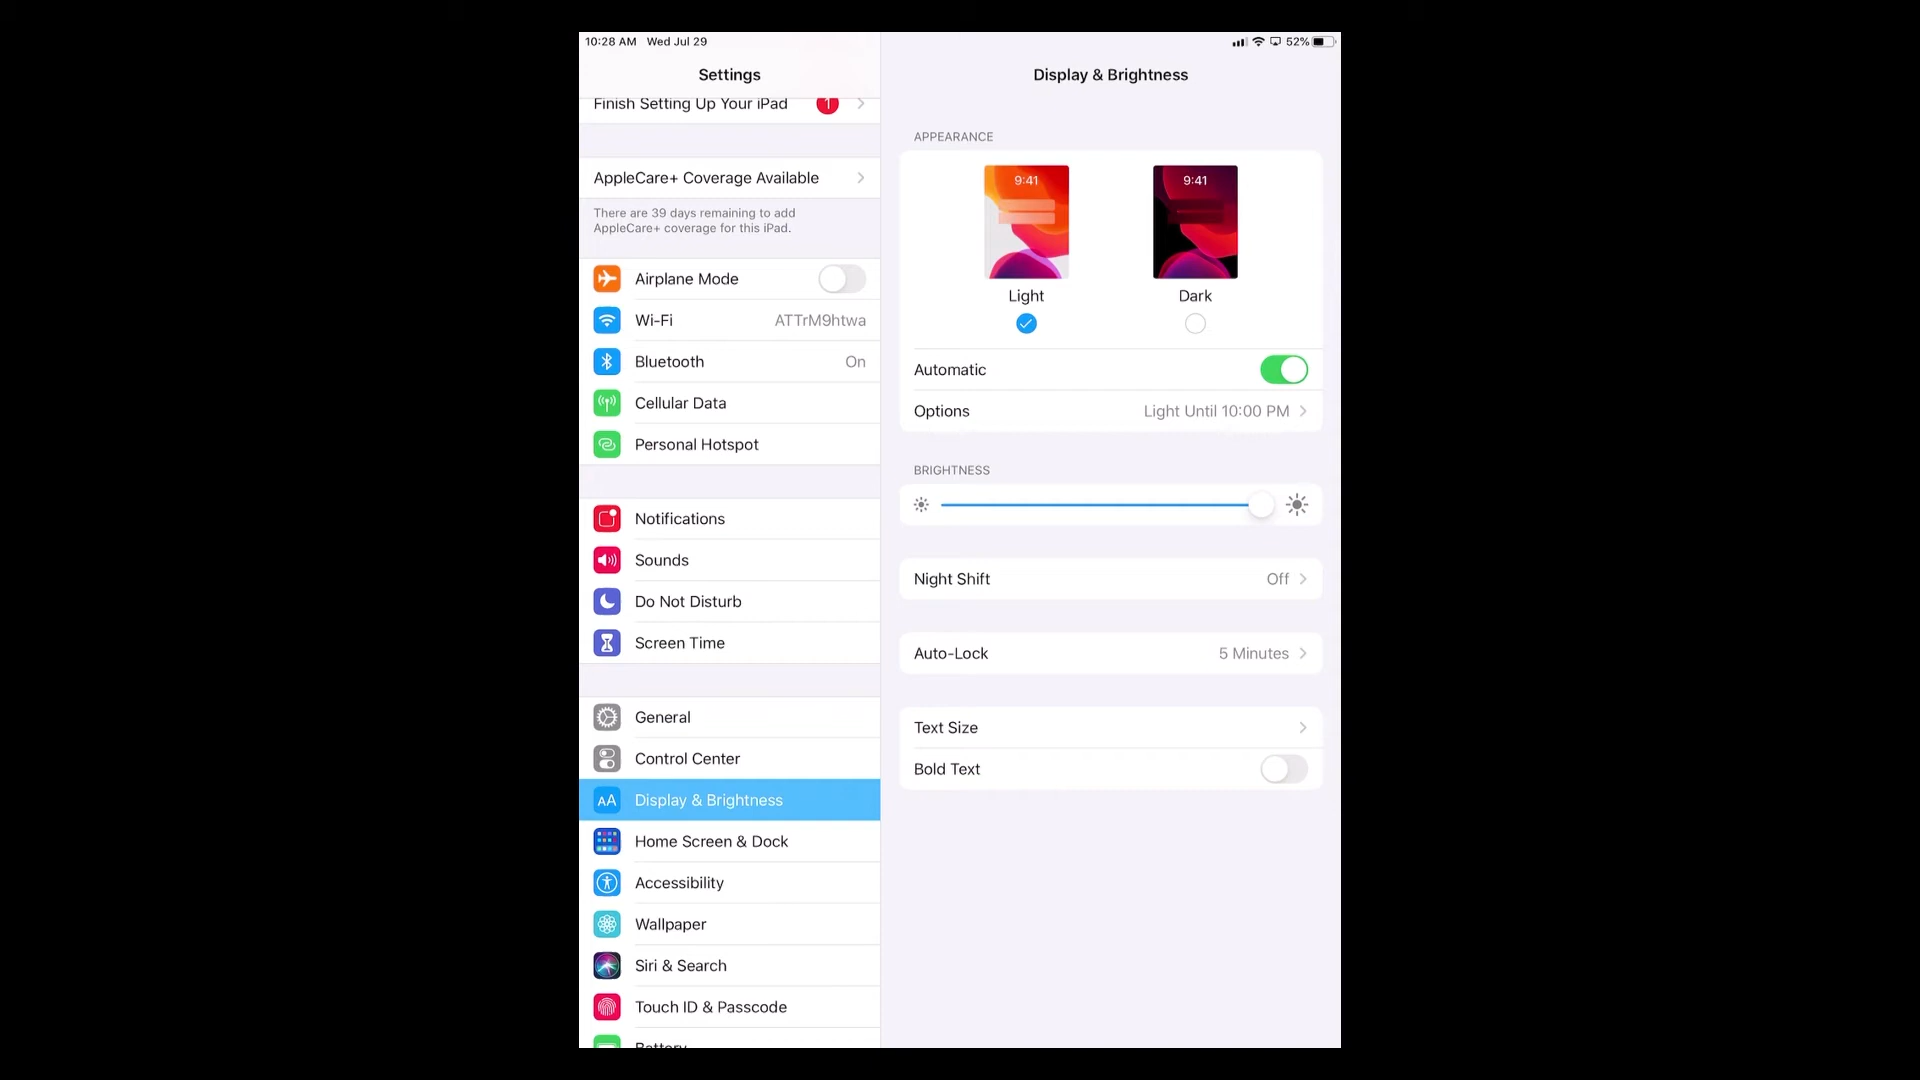 10:28 AM Wed Jul 29
52%
Settings
Finish Setting Up Your iPad 1
AppleCare+ Coverage Available
There are 39 days remaining to add
AppleCare+ coverage for this iPad.
Airplane Mode
Wi-Fi ATTrM9htwa
Bluetooth On
Cellular Data
Personal Hotspot
Notifications
Sounds
Do Not Disturb
Screen Time
General
Control Center
AA Display & Brightness
Home Screen & Dock
Accessibility
Wallpaper
Siri & Search
Touch ID & Passcode
Battery
Display & Brightness
APPEARANCE
9:41 9:41
Light Dark
Automatic
Options Light Until 10:00 PM
BRIGHTNESS
Night Shift Off
Auto-Lock 5 Minutes
Text Size
Bold Text